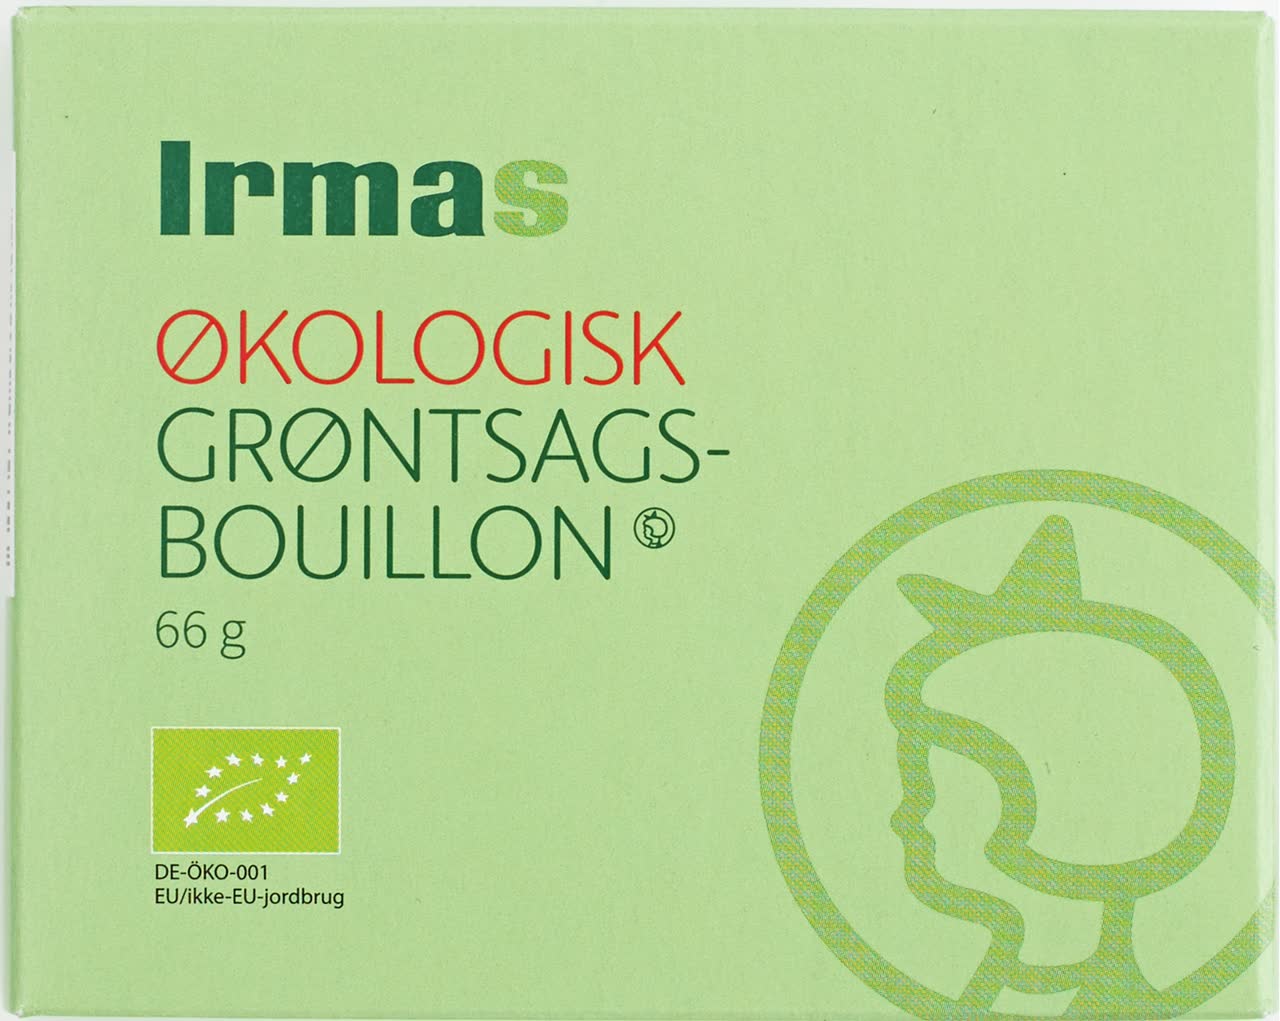 Irmas
ØKOLOGISK
GRØNTSAGS-
BOUILLON
66 g
DE-ÖKO-001
EU/ikke-EU-jordbrug